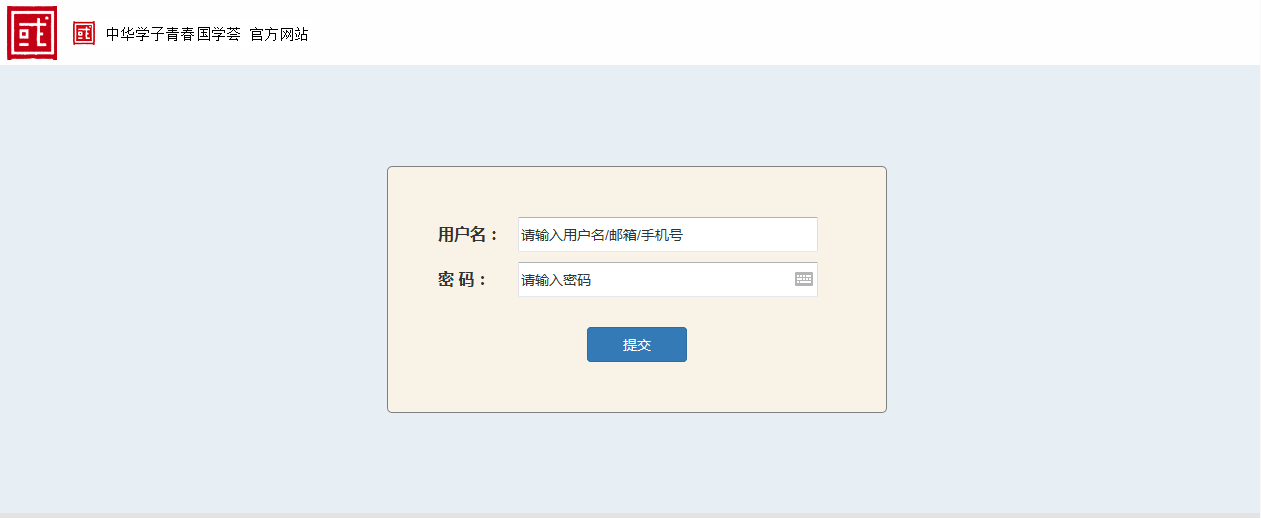 中华学子青春国学荟 官方网站
用户名：
请输入用户名/邮箱/手机号
密 码：
请输入密码
提交